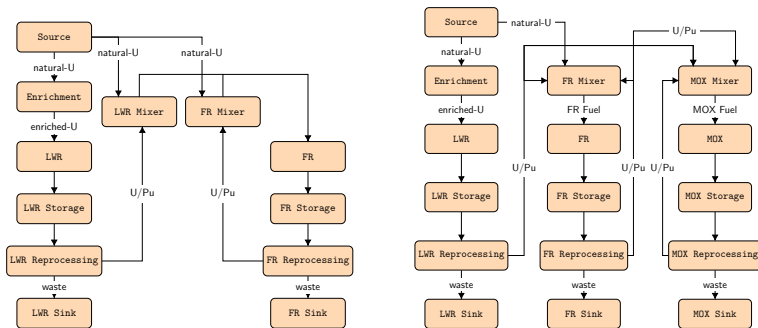 Source
natural-U
natural-U
natural-U
Enrichment
LWR Mixer
FR Mixer
enriched-U
LWR
FR
U/Pu
U/Pu
LWR Storage
FR Storage
LWR Reprocessing
FR Reprocessing
waste
waste
LWR Sink
FR Sink
Source
natural-U
U/Pu
natural-U
Enrichment
FR Mixer
MOX Mixer
enriched-U
FR Fuel
MOX Fuel
LWR
FR
MOX
U/Pu
U/Pu
U/Pu
LWR Storage
FR Storage
MOX Storage
LWR Reprocessing
FR Reprocessing
MOX Reprocessing
waste
waste
waste
LWR Sink
FR Sink
MOX Sink